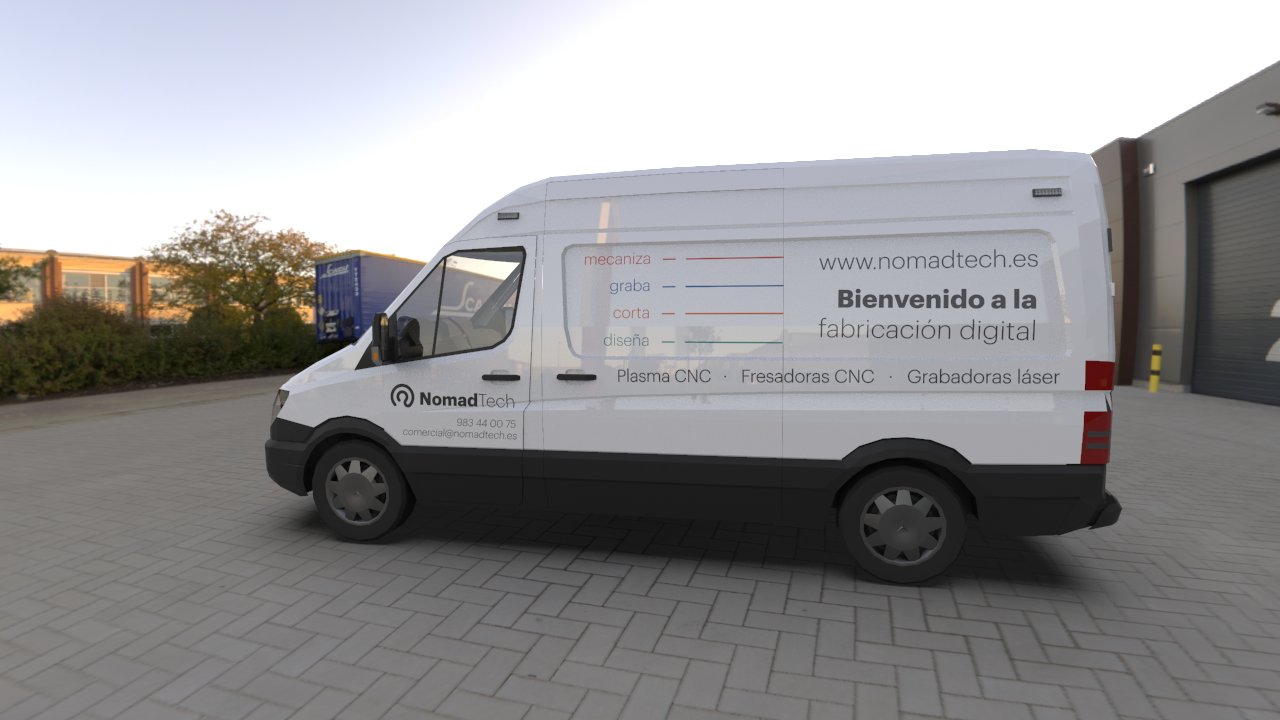 mecaniza
graba
corta
diseña
www.nomadtech.es
Bienvenido a la
fabricación digital
Plasma CNC · Fresadoras CNC · Grabadoras láser
NomadTech
983 44 00 75
comercial@nomadtech.es